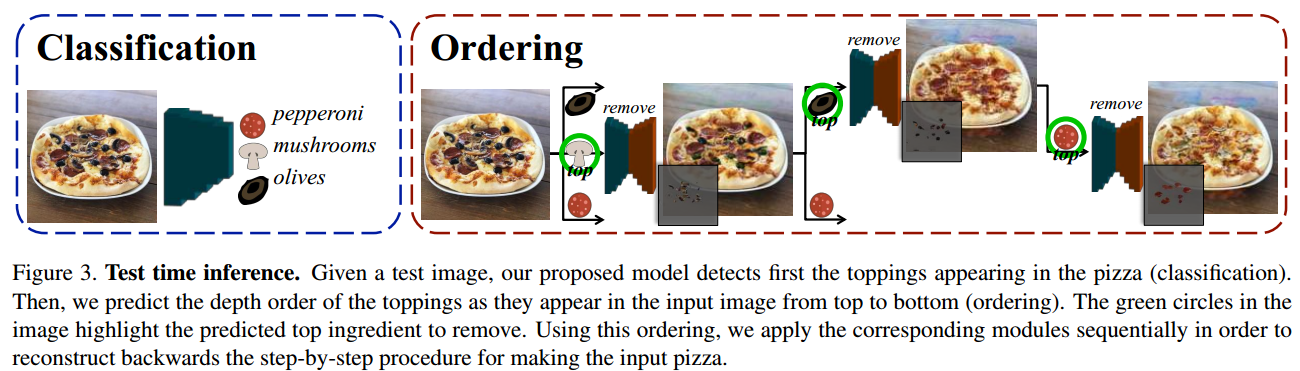 Classification
pepperoni
mushrooms
olives
Ordering
remove
top
remove
top
remove
top
Figure 3. Test time inference. Given a test image, our proposed model detects first the toppings appearing in the pizza (classification).
Then, we predict the depth order of the toppings as they appear in the input image from top to bottom (ordering). The green circles in the
image highlight the predicted top ingredient to remove. Using this ordering, we apply the corresponding modules sequentially in order to
reconstruct backwards the step-by-step procedure for making the input pizza.